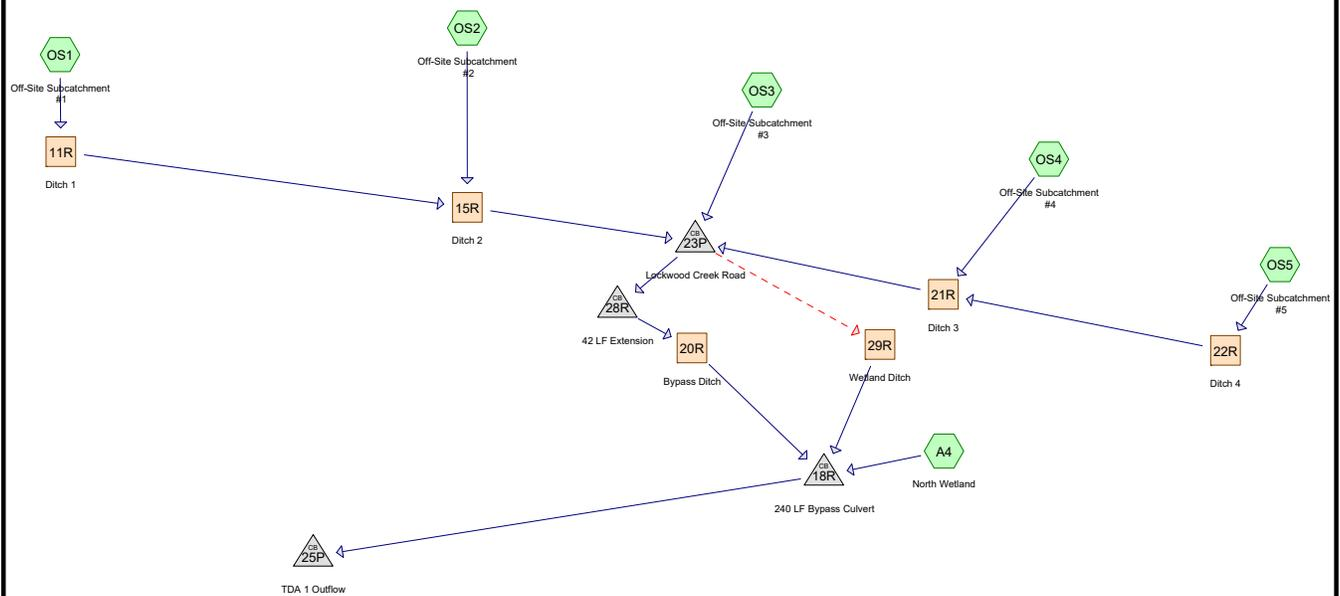 OS1
Off-Site Subcatchment
#1
11R
Ditch 1
OS2
Off-Site Subcatchment
#2
15R
Ditch 2
OS3
Off-Site Subcatchment
#3
CB
23P
Lockwood Creek Road
OS4
Off-Site Subcatchment
#4
21R
Ditch 3
OS5
Off-Site Subcatchment
#5
22R
Ditch 4
CB
28R
42 LF Extension
20R
Bypass Ditch
29R
Wetland Ditch
A4
North Wetland
CB
18R
240 LF Bypass Culvert
CB
25P
TDA 1 Outflow